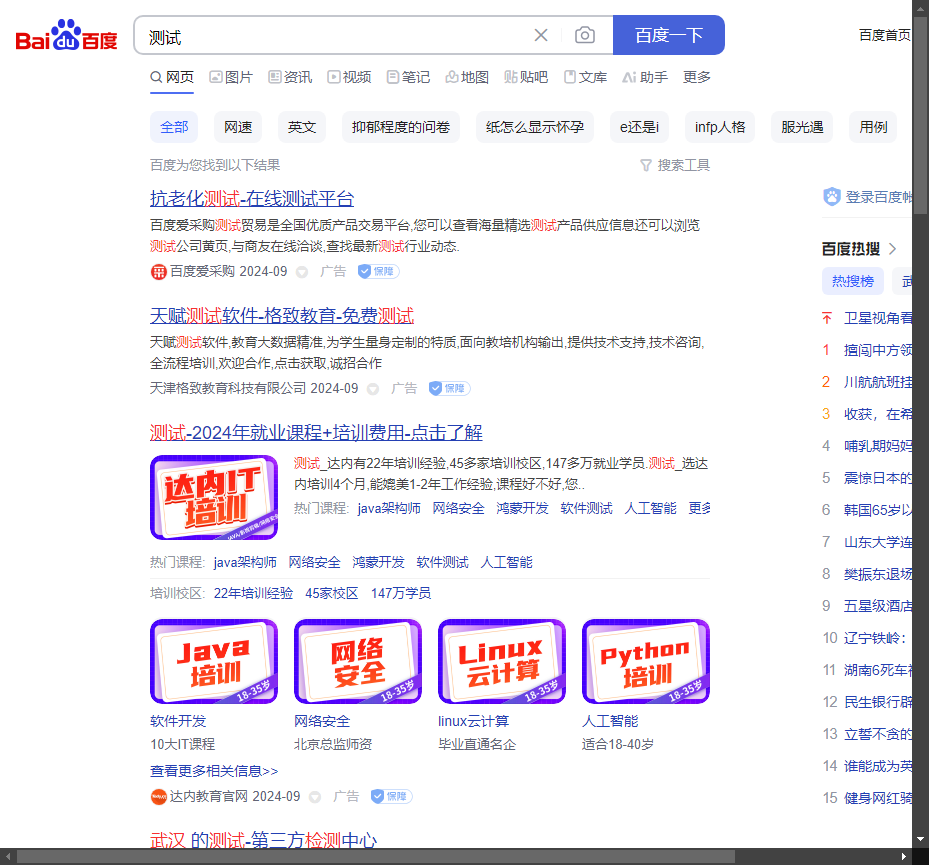 Bai du 百度
测试
百度一下
百度首页
网页 图片 资讯 视频 笔记 地图 贴吧 文库 助手 更多
全部 网速 英文 抑郁程度的问卷 纸怎么显示怀孕 e还是i infp人格 服光遇 用例
百度为您找到以下结果
搜索工具
抗老化测试-在线测试平台
百度爱采购测试贸易是全国优质产品交易平台,您可以查看海量精选测试产品供应信息还可以浏览
测试公司黄页,与商友在线洽谈,查找最新测试行业动态.
百度爱采购 2024-09 广告 保障
天赋测试软件-格致教育-免费测试
天赋测试软件,教育大数据精准,为学生量身定制的特质,面向教培机构输出,提供技术支持,技术咨询,
全流程培训,欢迎合作,点击获取,诚招合作
天津格致教育科技有限公司 2024-09 广告 保障
测试-2024年就业课程+培训费用-点击了解
达内IT
培训
测试_达内有22年培训经验,45多家培训校区,147多万就业学员.测试_选达
内培训4个月,能媲美1-2年工作经验,课程好不好,您..
热门课程: java架构师 网络安全 鸿蒙开发 软件测试 人工智能 更多
热门课程: java架构师 网络安全 鸿蒙开发 软件测试 人工智能
培训校区: 22年培训经验 45家校区 147万学员
Java
培训
18-35岁
网络
安全
18-35岁
Linux
云计算
18-35岁
Python
培训
18-35岁
软件开发 网络安全 linux云计算 人工智能
10大IT课程 北京总监师资 毕业直通名企 适合18-40岁
查看更多相关信息>>
达内教育官网 2024-09 广告 保障
武汉 的测试-第三方检测中心
登录百度帐
百度热搜
热搜榜 武
卫星视角看
1 擅闯中方领
2 川航航班挂
3 收获，在希
4 哺乳期妈妈
5 震惊日本的
6 韩国65岁以
7 山东大学连
8 樊振东退场
9 五星级酒店
10 辽宁铁岭：
11 湖南6死车祸
12 民生银行辟
13 立誓不贪的
14 谁能成为英
15 健身网红骑